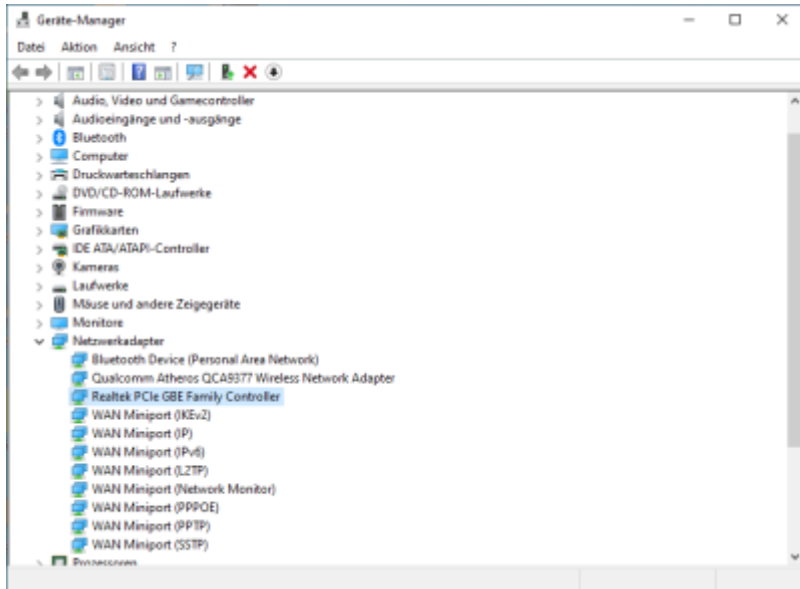 Geräte-Manager
Datei Aktion Ansicht ?
Audio, Video und Gamecontroller
Audioeingänge und -ausgänge
Bluetooth
Computer
Druckwarteschlangen
DVD/CD-ROM-Laufwerke
Firmware
Grafikkarten
IDE ATA/ATAPI-Controller
Kameras
Laufwerke
Mäuse und andere Zeigegeräte
Monitore
Netzwerkadapter
Bluetooth Device (Personal Area Network)
Qualcomm Atheros QCA9377 Wireless Network Adapter
Realtek PCIe GBE Family Controller
WAN Miniport (IKEv2)
WAN Miniport (IP)
WAN Miniport (IPv6)
WAN Miniport (L2TP)
WAN Miniport (Network Monitor)
WAN Miniport (PPPOE)
WAN Miniport (PPTP)
WAN Miniport (SSTP)
Prozessoren